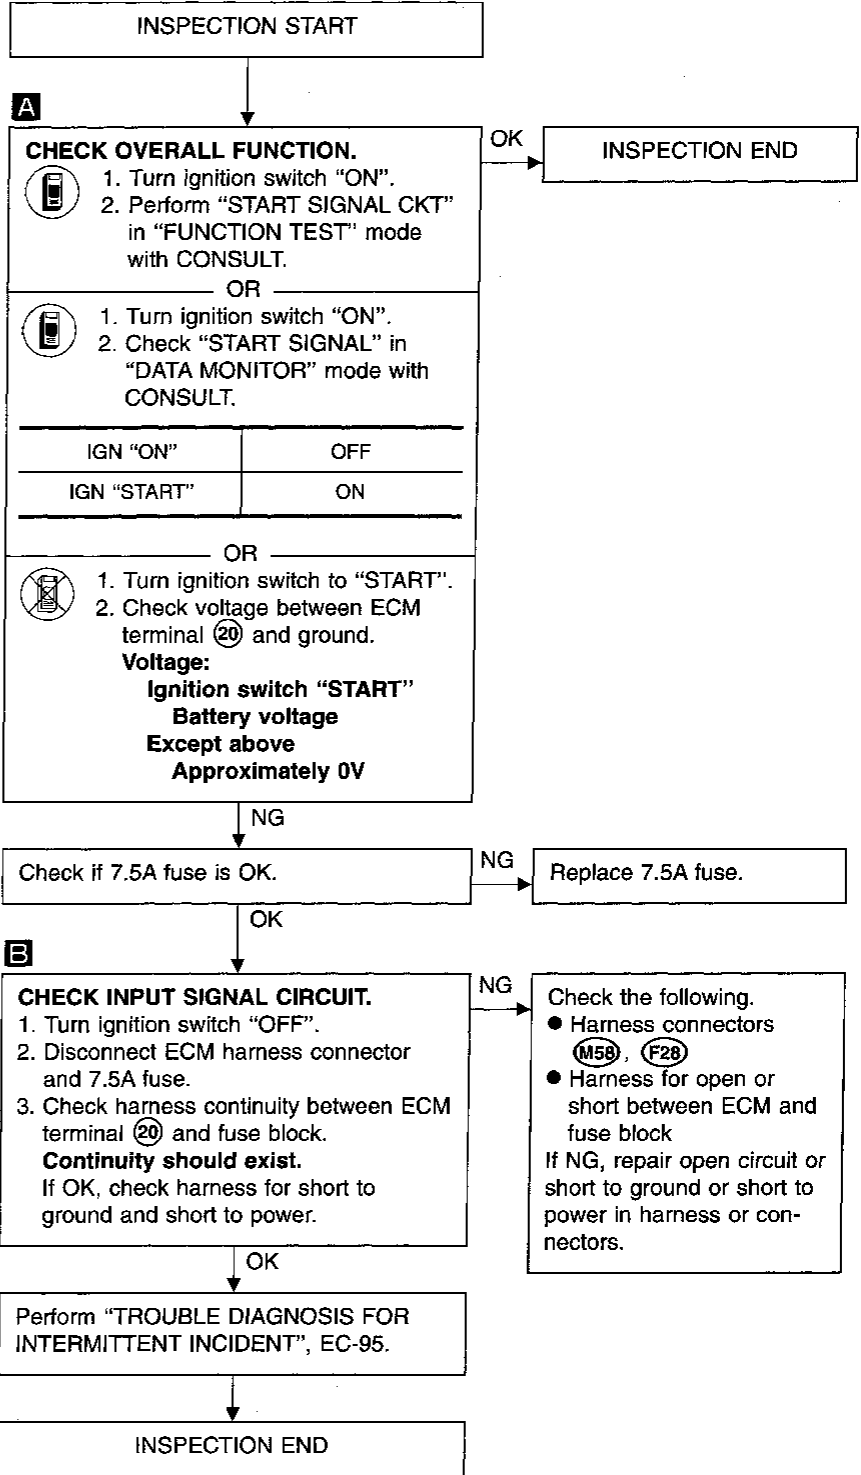 INSPECTION START
A
CHECK OVERALL FUNCTION.
1. Turn ignition switch “ON”.
2. Perform “START SIGNAL CKT”
in “FUNCTION TEST” mode
with CONSULT.
OR
1. Turn ignition switch “ON”.
2. Check “START SIGNAL” in
“DATA MONITOR” mode with
CONSULT.
IGN “ON” OFF
IGN “START” ON
OR
1. Turn ignition switch to “START”.
2. Check voltage between ECM
terminal 20 and ground.
Voltage:
Ignition switch “START”
Battery voltage
Except above
Approximately 0V
OK
INSPECTION END
NG
Check if 7.5A fuse is OK.
NG
Replace 7.5A fuse.
OK
B
CHECK INPUT SIGNAL CIRCUIT.
1. Turn ignition switch “OFF”.
2. Disconnect ECM harness connector
and 7.5A fuse.
3. Check harness continuity between ECM
terminal 20 and fuse block.
Continuity should exist.
If OK, check harness for short to
ground and short to power.
NG
Check the following.
● Harness connectors
M58, F28
● Harness for open or
short between ECM and
fuse block
If NG, repair open circuit or
short to ground or short to
power in harness or con-
nectors.
OK
Perform “TROUBLE DIAGNOSIS FOR
INTERMITTENT INCIDENT”, EC-95.
INSPECTION END